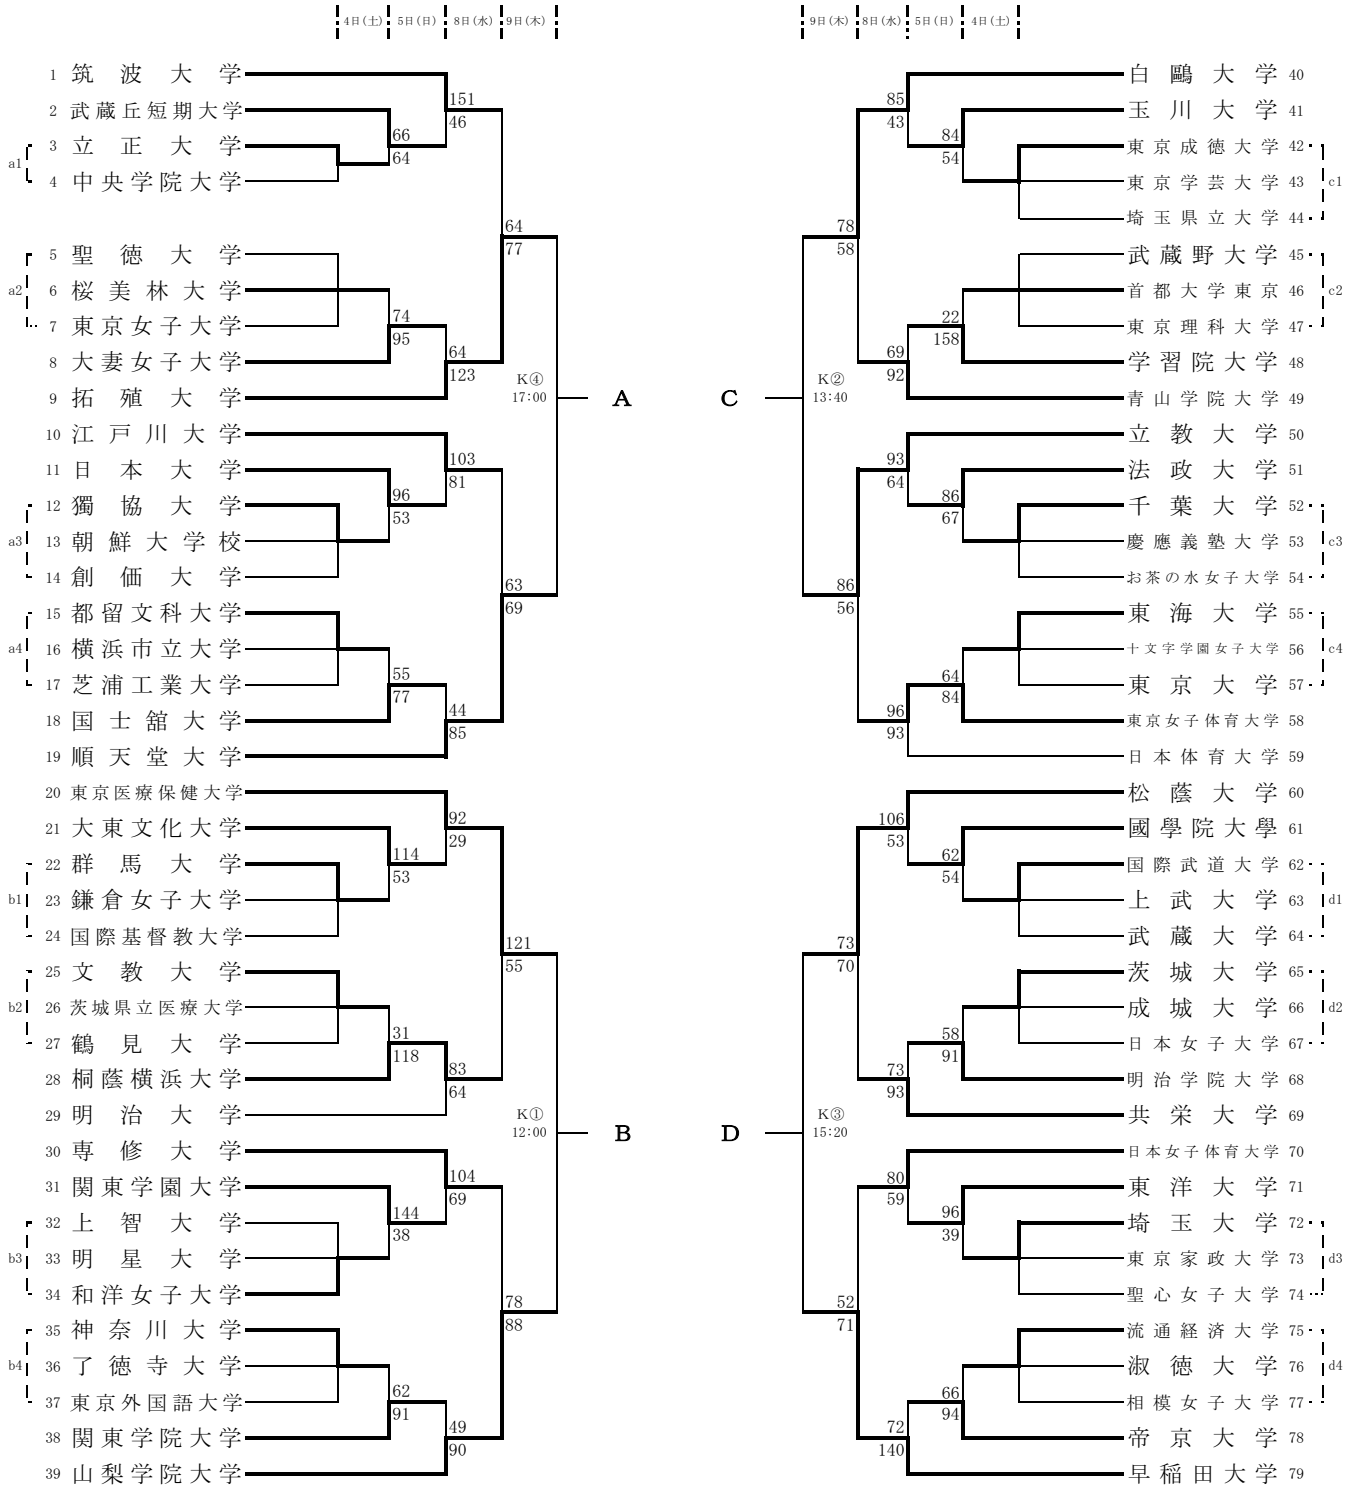 4日(土) 5日(日) 8日(水) 9日(木)
1 筑波大学
2 武蔵丘短期大学
3 立正大学
4 中央学院大学
a1
5 聖徳大学
6 桜美林大学
7 東京女子大学
a2
8 大妻女子大学
9 拓殖大学
10 江戸川大学
11 日本大学
12 獨協大学
13 朝鮮大学校
14 創価大学
a3
15 都留文科大学
16 横浜市立大学
17 芝浦工業大学
a4
18 国士舘大学
19 順天堂大学
20 東京医療保健大学
21 大東文化大学
22 群馬大学
23 鎌倉女子大学
24 国際基督教大学
b1
25 文教大学
26 茨城県立医療大学
27 鶴見大学
b2
28 桐蔭横浜大学
29 明治大学
30 専修大学
31 関東学園大学
32 上智大学
33 明星大学
34 和洋女子大学
b3
35 神奈川大学
36 了徳寺大学
37 東京外国語大学
b4
38 関東学院大学
39 山梨学院大学
66
64
74
95
96
53
55
77
114
53
31
118
144
38
62
91
151
46
64
123
103
81
44
85
92
29
83
64
104
69
49
90
64
77
63
69
121
55
78
88
K④
17:00
A
K①
12:00
B
9日(木) 8日(水) 5日(日) 4日(土)
C
K②
13:40
D
K③
15:20
78
58
86
56
73
70
52
71
85
43
69
92
93
64
96
93
106
53
73
93
80
59
72
140
84
54
22
158
86
67
64
84
62
54
58
91
96
39
66
94
白鷗大学 40
玉川大学 41
東京成徳大学 42
東京学芸大学 43
埼玉県立大学 44
c1
武蔵野大学 45
首都大学東京 46
東京理科大学 47
c2
学習院大学 48
青山学院大学 49
立教大学 50
法政大学 51
千葉大学 52
慶應義塾大学 53
お茶の水女子大学 54
c3
東海大学 55
十文字学園女子大学 56
東京大学 57
c4
東京女子体育大学 58
日本体育大学 59
松蔭大学 60
國學院大學 61
国際武道大学 62
上武大学 63
武蔵大学 64
d1
茨城大学 65
成城大学 66
日本女子大学 67
d2
明治学院大学 68
共栄大学 69
日本女子体育大学 70
東洋大学 71
埼玉大学 72
東京家政大学 73
聖心女子大学 74
d3
流通経済大学 75
淑徳大学 76
相模女子大学 77
d4
帝京大学 78
早稲田大学 79